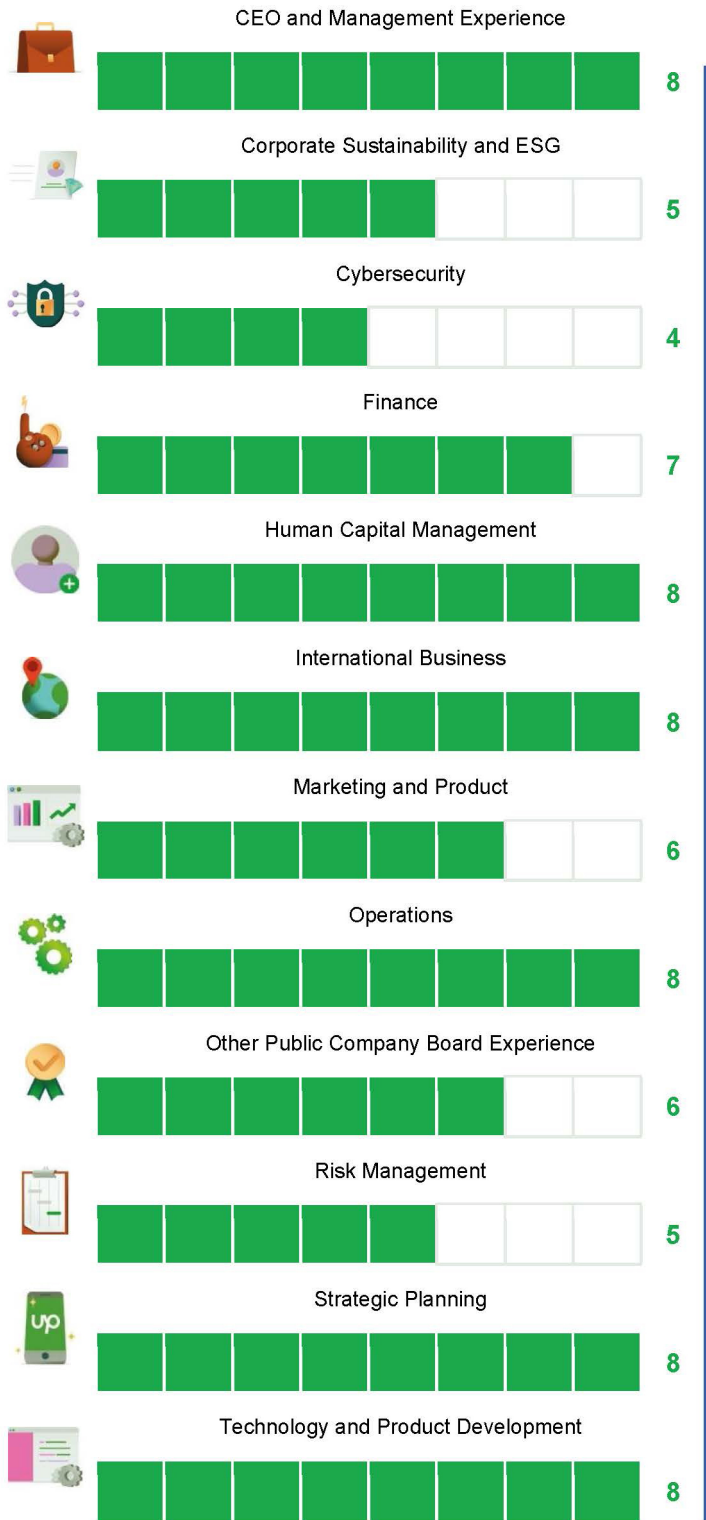 CEO and Management Experience
8
Corporate Sustainability and ESG
5
Cybersecurity
4
Finance
7
Human Capital Management
8
International Business
8
Marketing and Product
6
Operations
8
Other Public Company Board Experience
6
Risk Management
5
Strategic Planning
up
8
Technology and Product Development
8